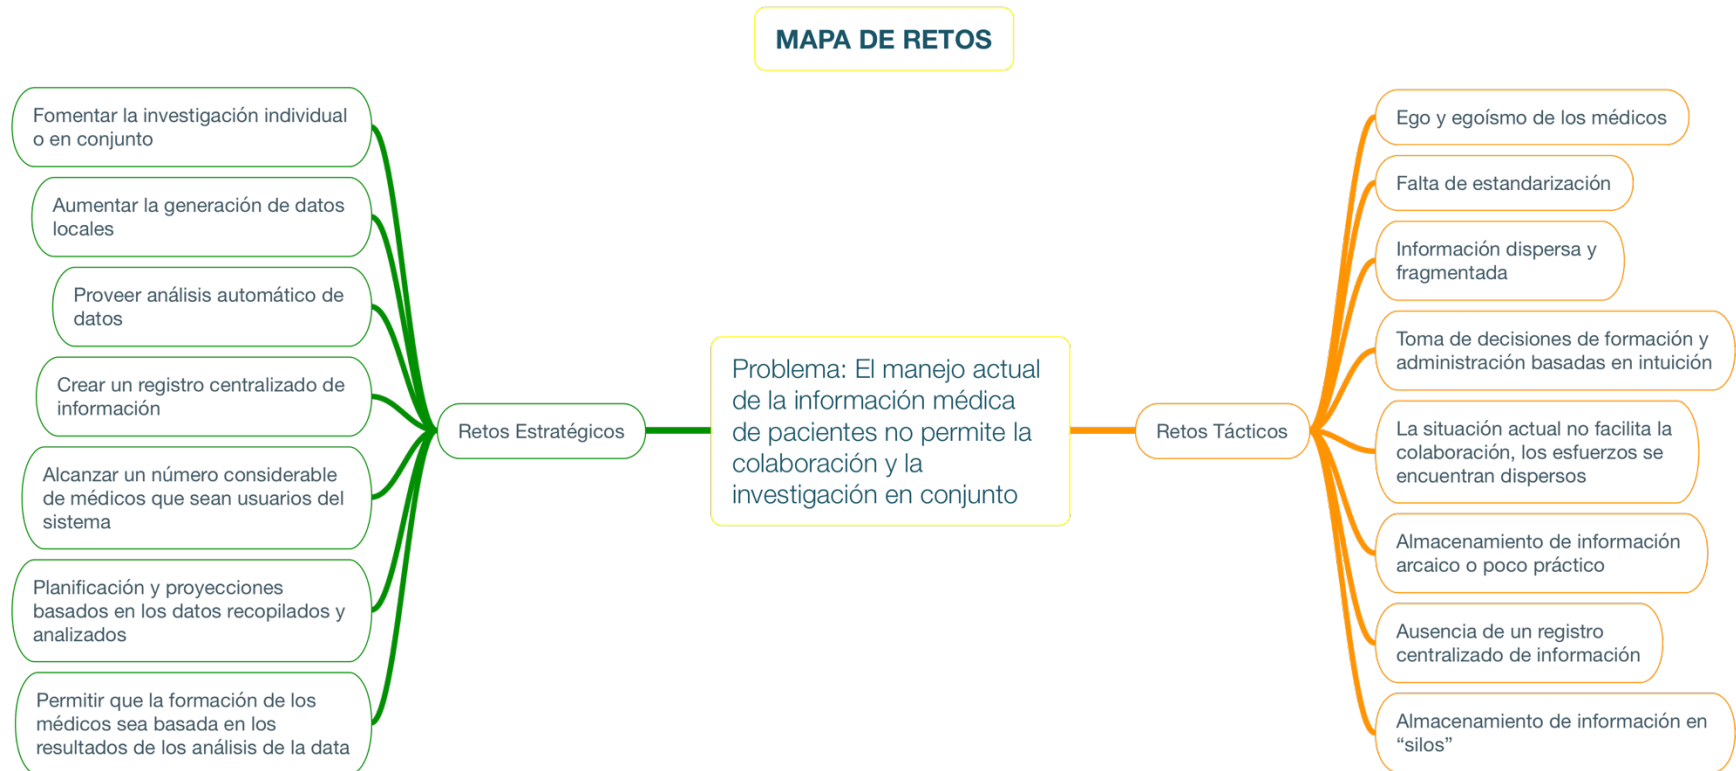 MAPA DE RETOS
Fomentar la investigación individual
o en conjunto
Aumentar la generación de datos
locales
Proveer análisis automático de
datos
Crear un registro centralizado de
información
Alcanzar un número considerable
de médicos que sean usuarios del
sistema
Planificación y proyecciones
basados en los datos recopilados y
analizados
Permitir que la formación de los
médicos sea basada en los
resultados de los análisis de la data
Retos Estratégicos
Problema: El manejo actual
de la información médica
de pacientes no permite la
colaboración y la
investigación en conjunto
Retos Tácticos
Ego y egoísmo de los médicos
Falta de estandarización
Información dispersa y
fragmentada
Toma de decisiones de formación y
administración basadas en intuición
La situación actual no facilita la
colaboración, los esfuerzos se
encuentran dispersos
Almacenamiento de información
arcaico o poco práctico
Ausencia de un registro
centralizado de información
Almacenamiento de información en
“silos”